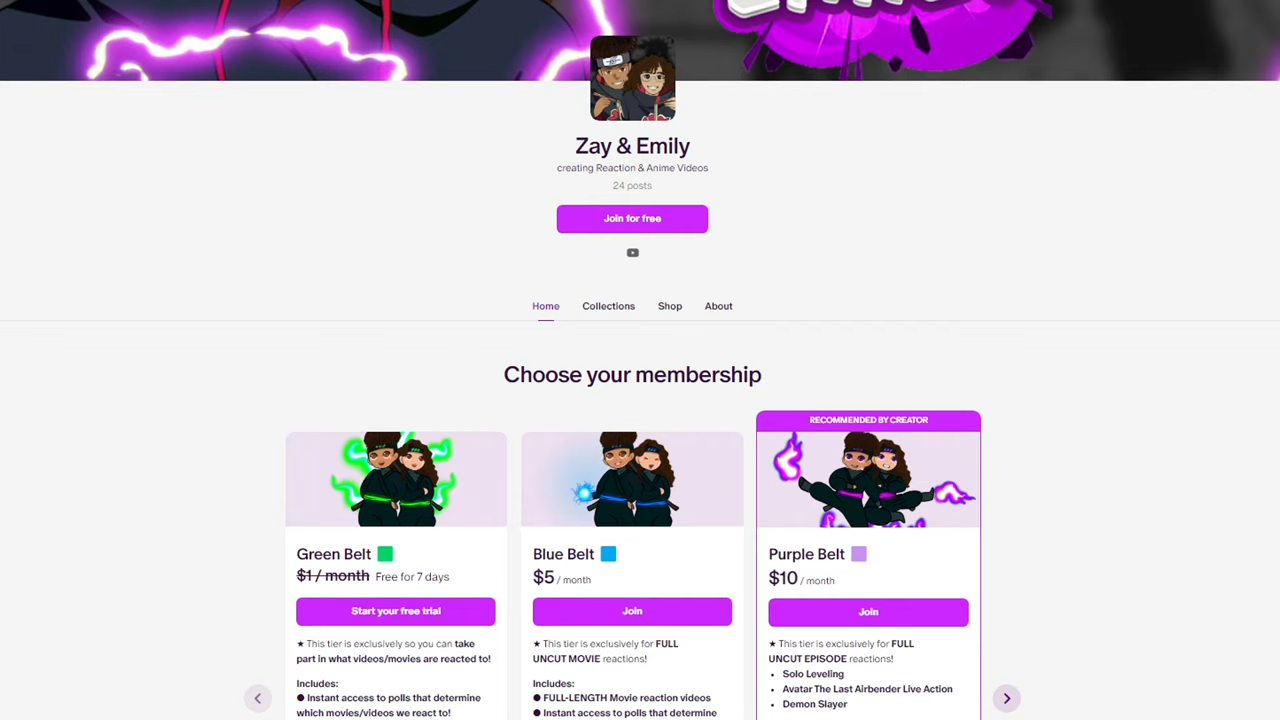 Zay & Emily
creating Reaction & Anime Videos
24 posts
Join for free
Home Collections Shop About
Choose your membership
Green Belt
$1 / month Free for 7 days
Start your free trial
★ This tier is exclusively so you can take
part in what videos/movies are reacted to!
Includes:
● Instant access to polls that determine
which movies/videos we react to!
Blue Belt
$5 / month
Join
★ This tier is exclusively for FULL
UNCUT MOVIE reactions!
Includes:
● FULL-LENGTH Movie reaction videos
● Instant access to polls that determine
RECOMMENDED BY CREATOR
Purple Belt
$10 / month
Join
★ This tier is exclusively for FULL
UNCUT EPISODE reactions!
• Solo Leveling
• Avatar The Last Airbender Live Action
• Demon Slayer